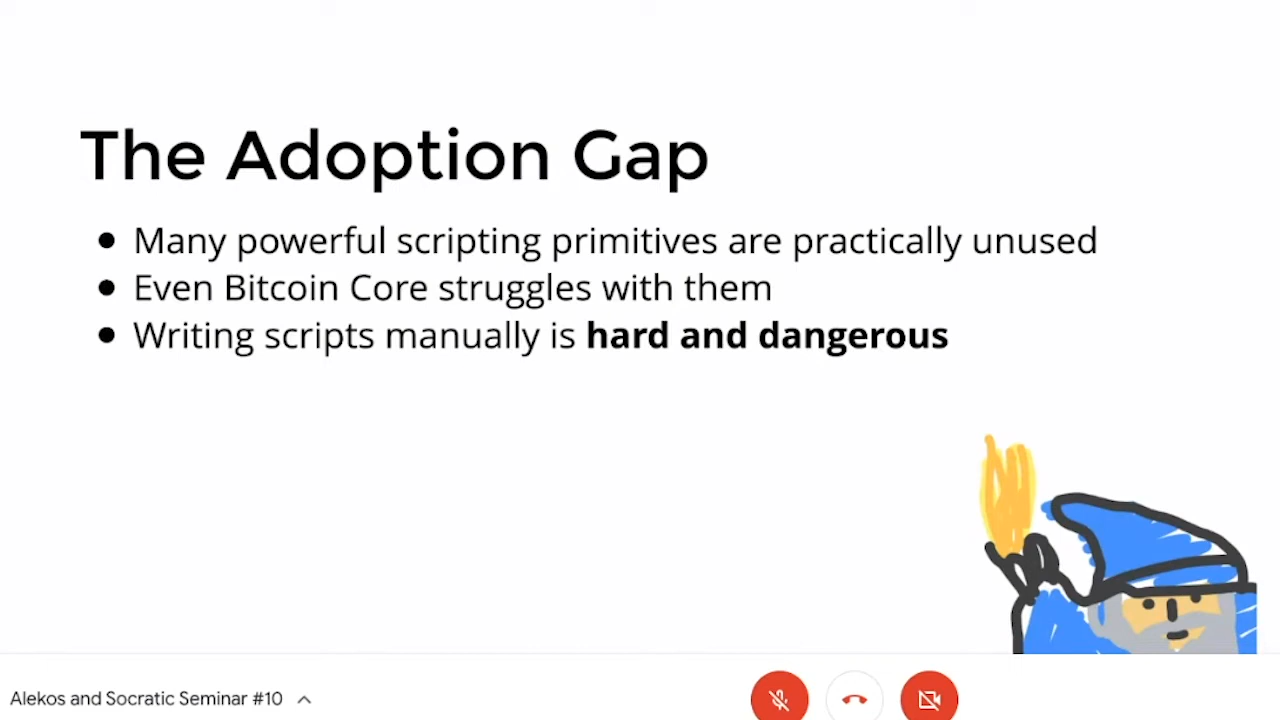 The Adoption Gap
● Many powerful scripting primitives are practically unused
● Even Bitcoin Core struggles with them
● Writing scripts manually is hard and dangerous
Alekos and Socratic Seminar #10